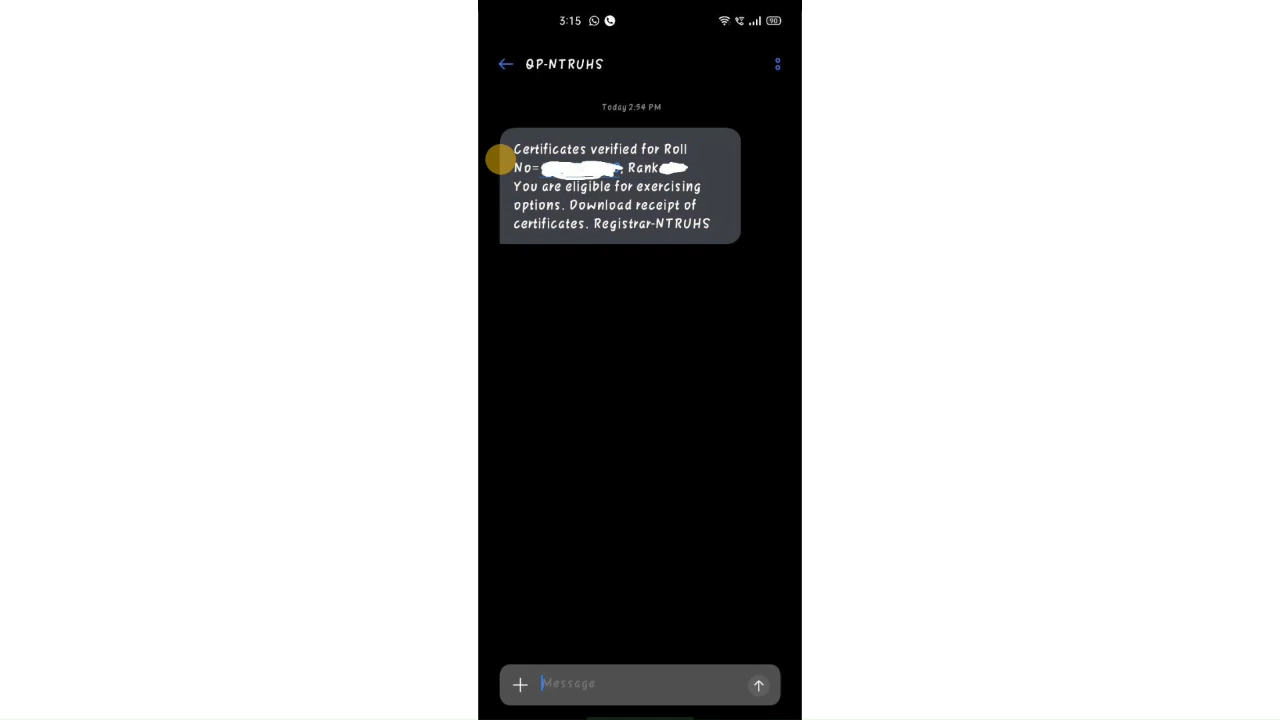 3:15
90
QP-NTRUHS
Today 2:54 PM
Certificates verified for Roll
No= , Rank
You are eligible for exercising
options. Download receipt of
certificates. Registrar-NTRUHS
Message